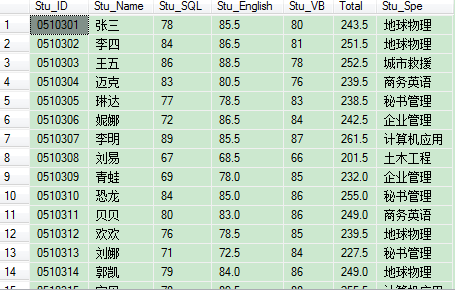 Stu_ID Stu_Name Stu_SQL Stu_English Stu_VB Total Stu_Spe
1 0510301 张三 78 85.5 80 243.5 地球物理
2 0510302 李四 84 86.5 81 251.5 地球物理
3 0510303 王五 86 88.5 78 252.5 城市救援
4 0510304 迈克 83 80.5 76 239.5 商务英语
5 0510305 琳达 77 78.5 83 238.5 秘书管理
6 0510306 妮娜 72 86.5 84 242.5 企业管理
7 0510307 李明 89 85.5 87 261.5 计算机应用
8 0510308 刘易 67 68.5 66 201.5 土木工程
9 0510309 青蛙 69 78.0 85 232.0 企业管理
10 0510310 恐龙 84 85.0 86 255.0 秘书管理
11 0510311 贝贝 80 83.0 86 249.0 商务英语
12 0510312 欢欢 76 78.5 85 239.5 地球物理
13 0510313 刘娜 71 72.5 84 227.5 秘书管理
14 0510314 郭凯 79 84.0 86 249.0 地球物理